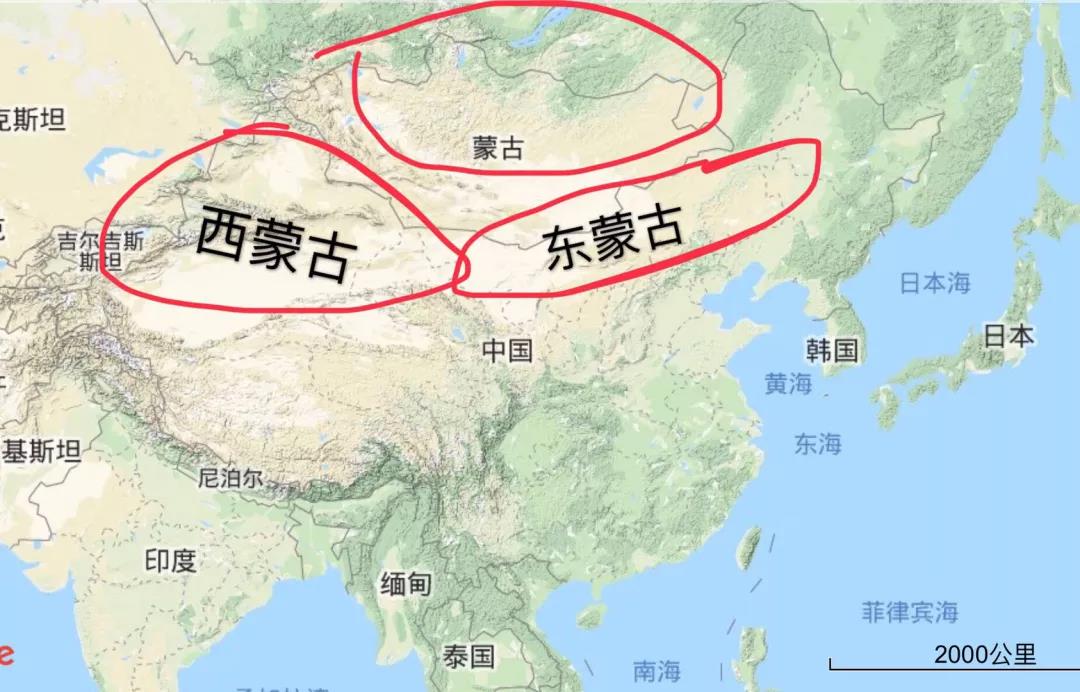 克斯坦
蒙古
西蒙古
东蒙古
吉尔吉斯
斯坦
日本海
中国
韩国
日本
黄海
东海
基斯坦
尼泊尔
印度
缅甸
菲律宾海
泰国
南海
2000公里
e